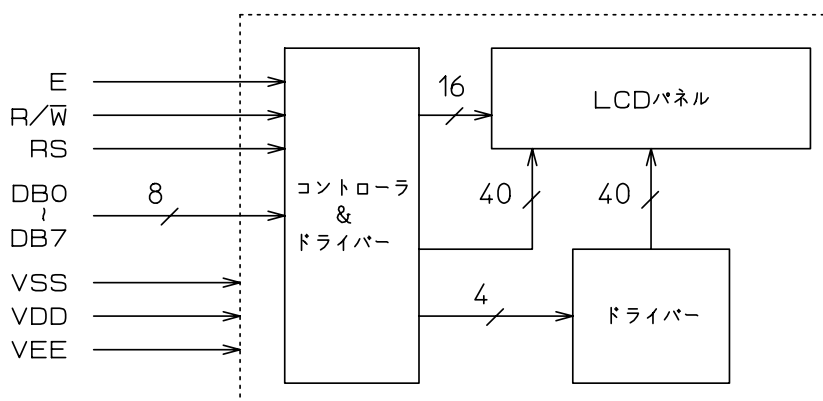 E
R/W̅
RS
DB0
~
DB7
8
VSS
VDD
VEE
コントローラ
&
ドライバー
16
LCDパネル
40
40
4
ドライバー